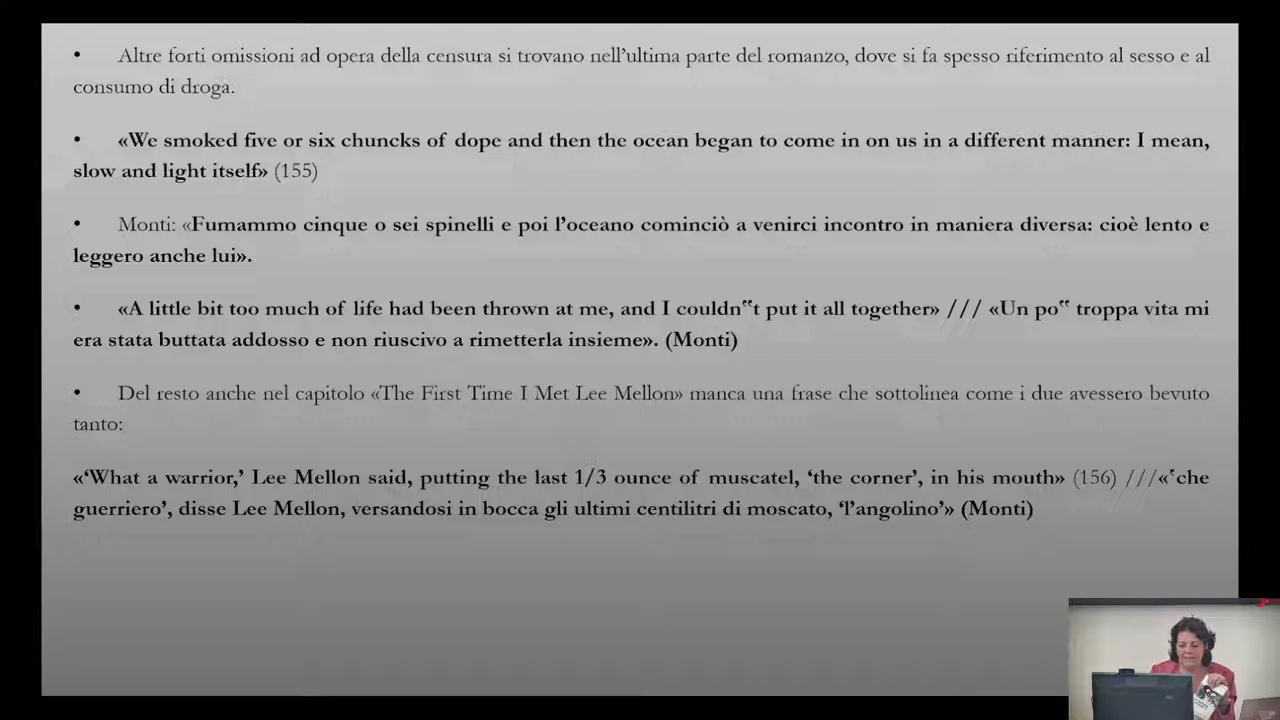 • Altre forti omissioni ad opera della censura si trovano nell’ultima parte del romanzo, dove si fa spesso riferimento al sesso e al
consumo di droga.
• «We smoked five or six chuncks of dope and then the ocean began to come in on us in a different manner: I mean,
slow and light itself» (155)
• Monti: «Fumammo cinque o sei spinelli e poi l’oceano cominciò a venirci incontro in maniera diversa: cioè lento e
leggero anche lui».
• «A little bit too much of life had been thrown at me, and I couldn‟t put it all together» /// «Un po‟ troppa vita mi
era stata buttata addosso e non riuscivo a rimetterla insieme». (Monti)
• Del resto anche nel capitolo «The First Time I Met Lee Mellon» manca una frase che sottolinea come i due avessero bevuto
tanto:
«‘What a warrior,’ Lee Mellon said, putting the last 1/3 ounce of muscatel, ‘the corner’, in his mouth» (156) ///«‛che
guerriero’, disse Lee Mellon, versandosi in bocca gli ultimi centilitri di moscato, ‘l’angolino’» (Monti)